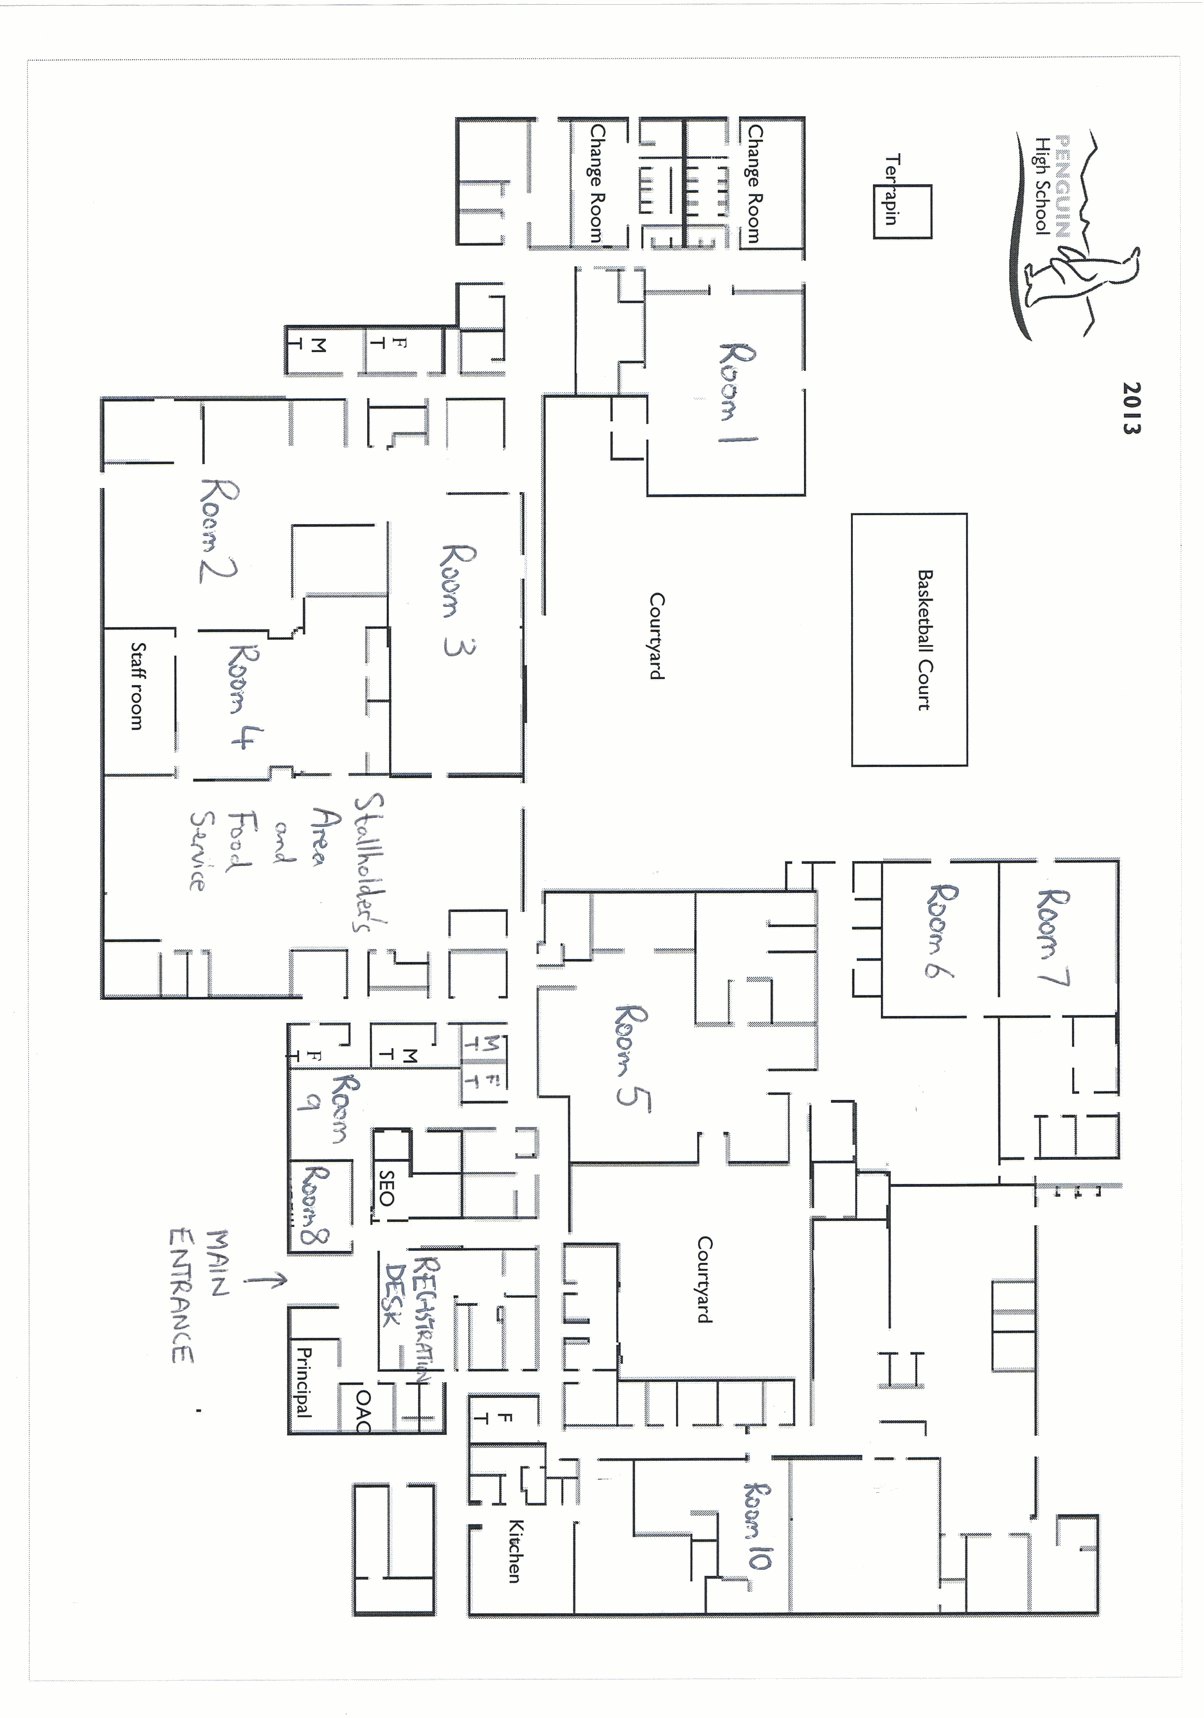 PENGUIN
High School
2013
Terrapin
Basketball Court
Change Room
Change Room
Room 1
Courtyard
M
T
F
T
Room 2
Room 3
Room 4
Staff room
Stallholder's
Area
and
Food
Service
Room 7
Room 6
Room 5
Courtyard
M
T
F
T
M
T
F
T
Room
9
Room 8
SEO
REGISTRATION
DESK
MAIN
ENTRANCE
Principal
OAC
F
T
Kitchen
Room 10